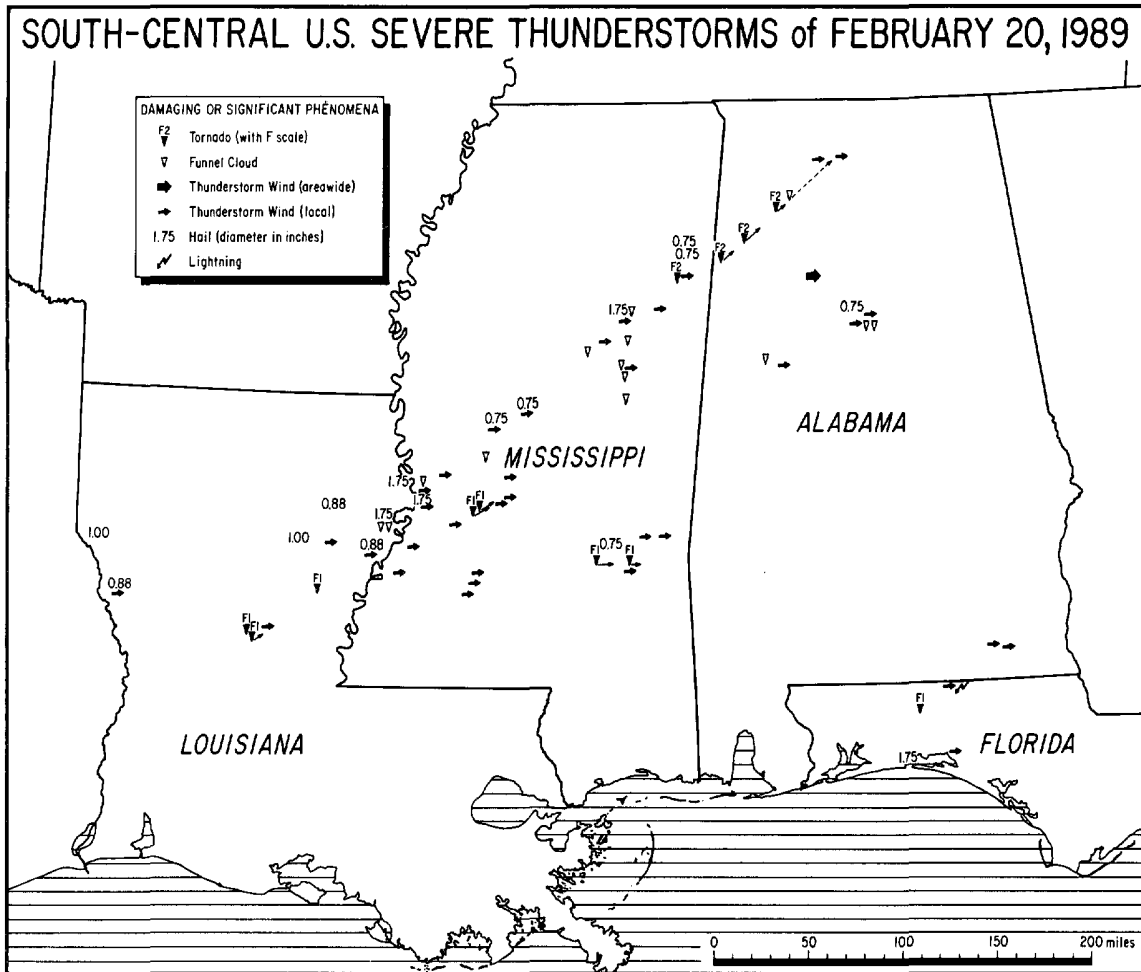 SOUTH-CENTRAL U.S. SEVERE THUNDERSTORMS of FEBRUARY 20, 1989
DAMAGING OR SIGNIFICANT PHENOMENA
F2
Tornado (with F scale)
Funnel Cloud
Thunderstorm Wind (areawide)
Thunderstorm Wind (local)
1.75 Hail (diameter in inches)
Lightning
F2
F2
0.75
0.75
F2
F2
1.75
0.75
0.75
0.75
ALABAMA
MISSISSIPPI
1.75
1.75
F1
F1
0.88
1.75
1.00
1.00
0.88
0.75
F1
F1
0.88
F1
F1
F1
F1
LOUISIANA
FLORIDA
1.75
0 50 100 150 200 miles